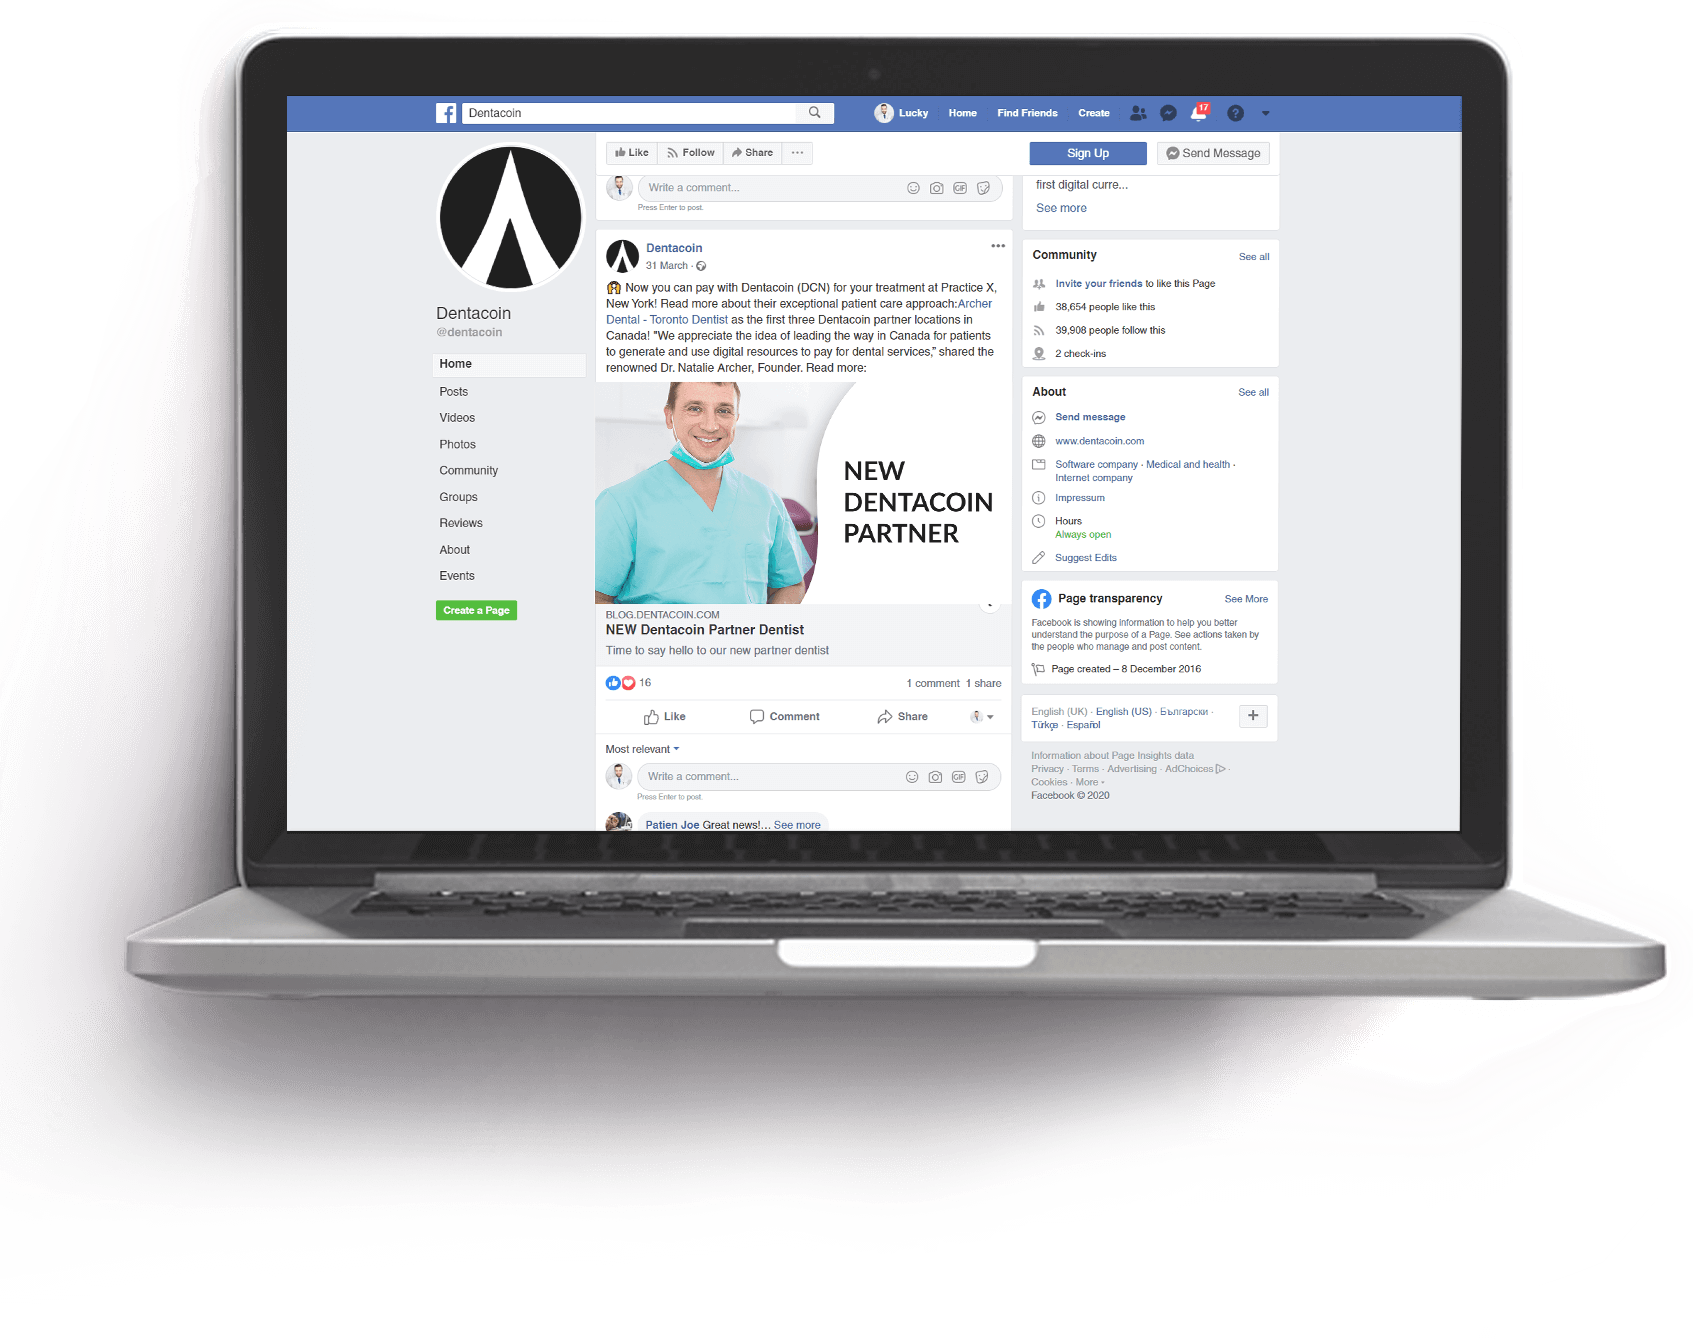 Dentacoin
Lucky
Home
Find Friends
Create
17
Dentacoin
@dentacoin
Home
Posts
Videos
Photos
Community
Groups
Reviews
About
Events
Create a Page
Like
Follow
Share
Sign Up
Send Message
Write a comment...
GIF
Press Enter to post.
Dentacoin
31 March ·
Now you can pay with Dentacoin (DCN) for your treatment at Practice X,
New York! Read more about their exceptional patient care approach:Archer
Dental - Toronto Dentist as the first three Dentacoin partner locations in
Canada! "We appreciate the idea of leading the way in Canada for patients
to generate and use digital resources to pay for dental services," shared the
renowned Dr. Natalie Archer, Founder. Read more:
NEW
DENTACOIN
PARTNER
BLOG.DENTACOIN.COM
NEW Dentacoin Partner Dentist
Time to say hello to our new partner dentist
16
1 comment 1 share
Like
Comment
Share
Most relevant
Write a comment...
GIF
Press Enter to post.
Patien Joe Great news!... See more
first digital curre...
See more
Community
See all
Invite your friends to like this Page
38,654 people like this
39,908 people follow this
2 check-ins
About
See all
Send message
www.dentacoin.com
Software company · Medical and health ·
Internet company
Impressum
Hours
Always open
Suggest Edits
Page transparency
See More
Facebook is showing information to help you better
understand the purpose of a Page. See actions taken by
the people who manage and post content.
Page created – 8 December 2016
English (UK) · English (US) · Български ·
Türkçe · Español
Information about Page Insights data
Privacy · Terms · Advertising · AdChoices ·
Cookies · More
Facebook © 2020